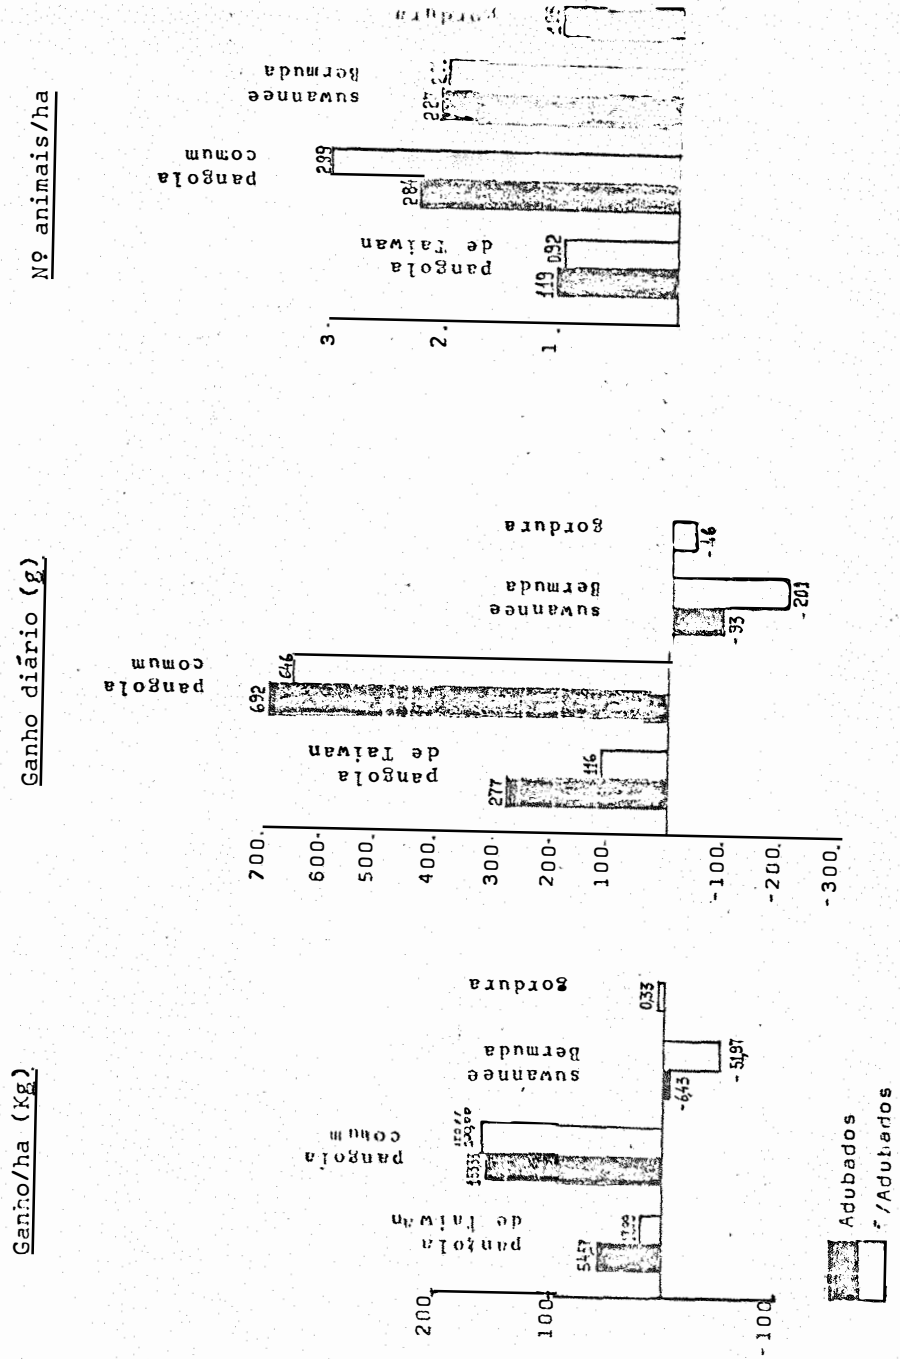 Ganho/ha (Kg)
200
100
-100
pangola
de Taiwan
54,57
pangola
comum
153,33
suwannee
Bermuda
-6,43
-51,97
gordura
0,33
Ganho diário (g)
700.
600.
500.
400.
300.
200.
100.
-100.
-200.
-300.
pangola
de Taiwan
277
116
pangola
comum
692
646
suwannee
Bermuda
-93
-201
gordura
-46
Nº animais/ha
3.
2.
1.
pangola
de Taiwan
1,19
0,92
pangola
comum
2,84
2,99
suwannee
Bermuda
gordura
Adubados
/Adubados